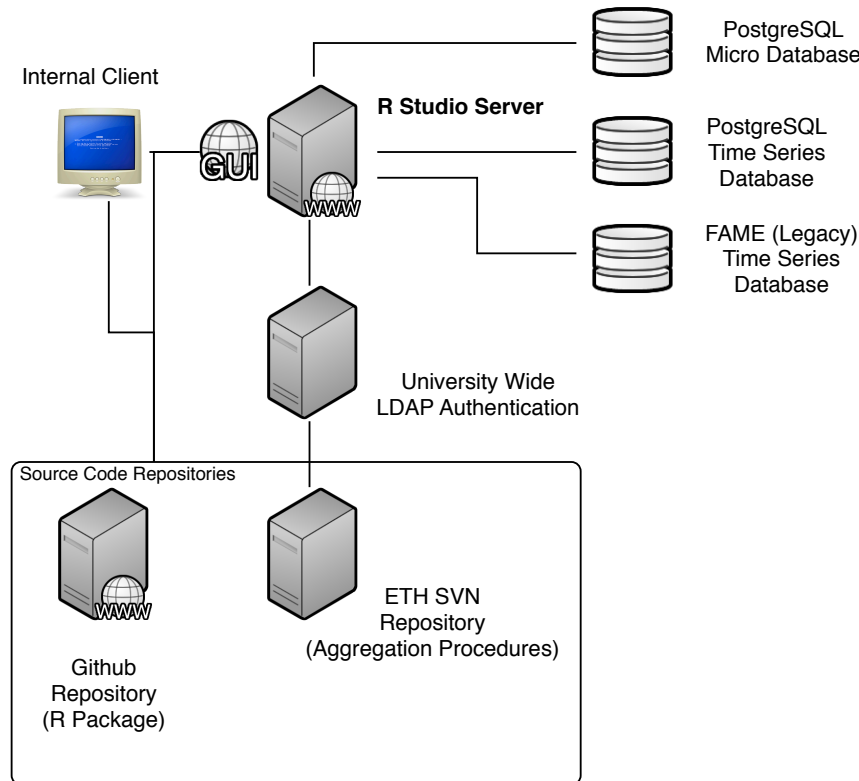 PostgreSQL
Micro Database
Internal Client
R Studio Server
GUI
WWW
PostgreSQL
Time Series
Database
FAME (Legacy)
Time Series
Database
University Wide
LDAP Authentication
Source Code Repositories
WWW
ETH SVN
Repository
(Aggregation Procedures)
Github
Repository
(R Package)